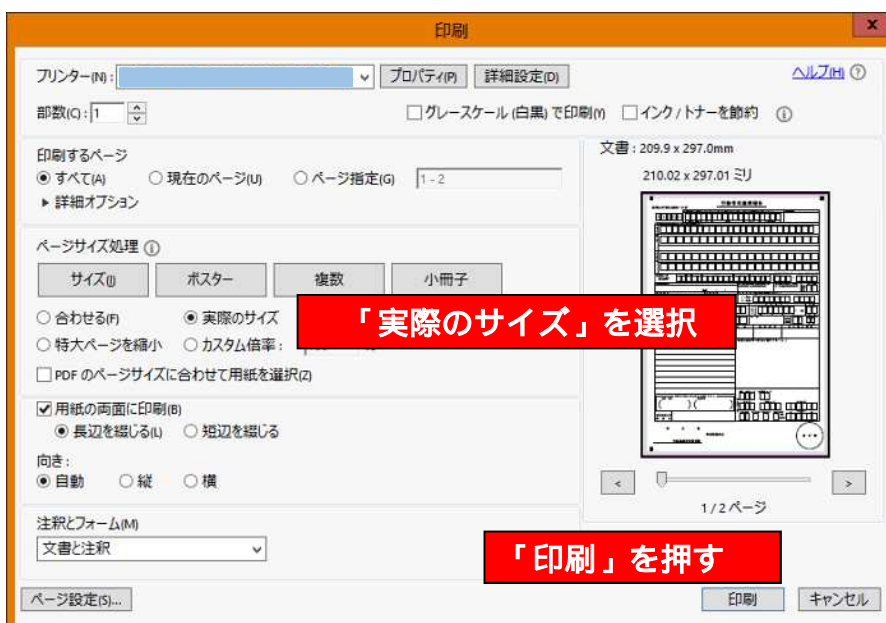 印刷
x
プリンター(N): プロパティ(P) 詳細設定(D) ヘルプ(H) ?
部数(C): 1 グレースケール (白黒) で印刷(Y) インク / トナーを節約
印刷するページ
すべて(A) 現在のページ(U) ページ指定(G) 1 - 2
▶ 詳細オプション
ページサイズ処理
サイズ(I) ポスター 複数 小冊子
合わせる(F) 実際のサイズ
特大ページを縮小 カスタム倍率:
PDF のページサイズに合わせて用紙を選択(Z)
「実際のサイズ」を選択
用紙の両面に印刷(B)
長辺を綴じる(L) 短辺を綴じる
向き:
自動 縦 横
注釈とフォーム(M)
文書と注釈
文書: 209.9 x 297.0mm
210.02 x 297.01 ミリ
< >
1 / 2 ページ
「印刷」を押す
ページ設定(S)... 印刷 キャンセル